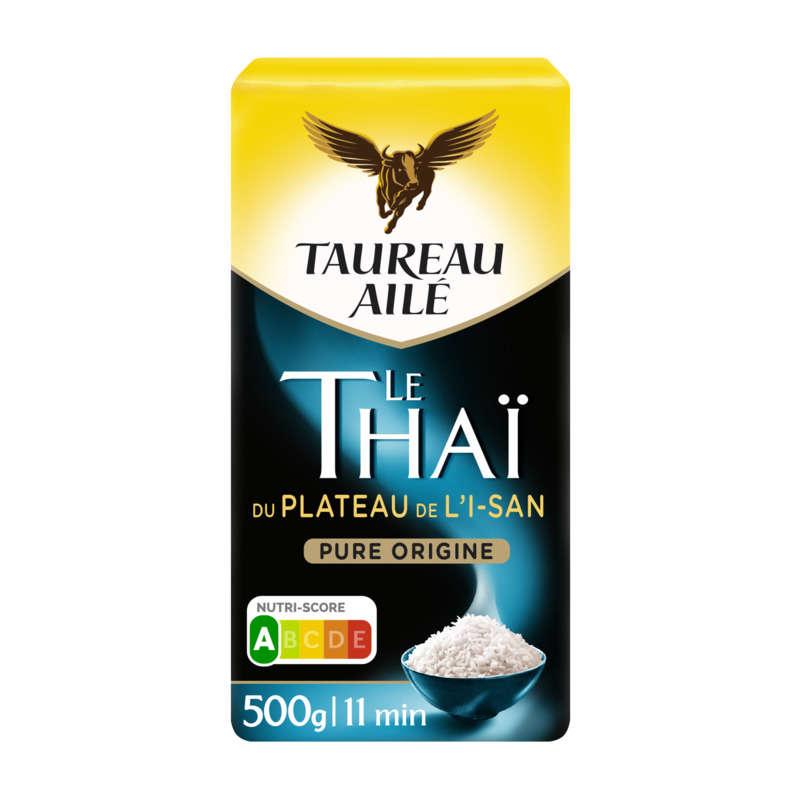 TAUREAU
AILÉ
LE
THAÏ
DU PLATEAU DE L'I-SAN
PURE ORIGINE
NUTRI-SCORE
A B C D E
500g | 11 min